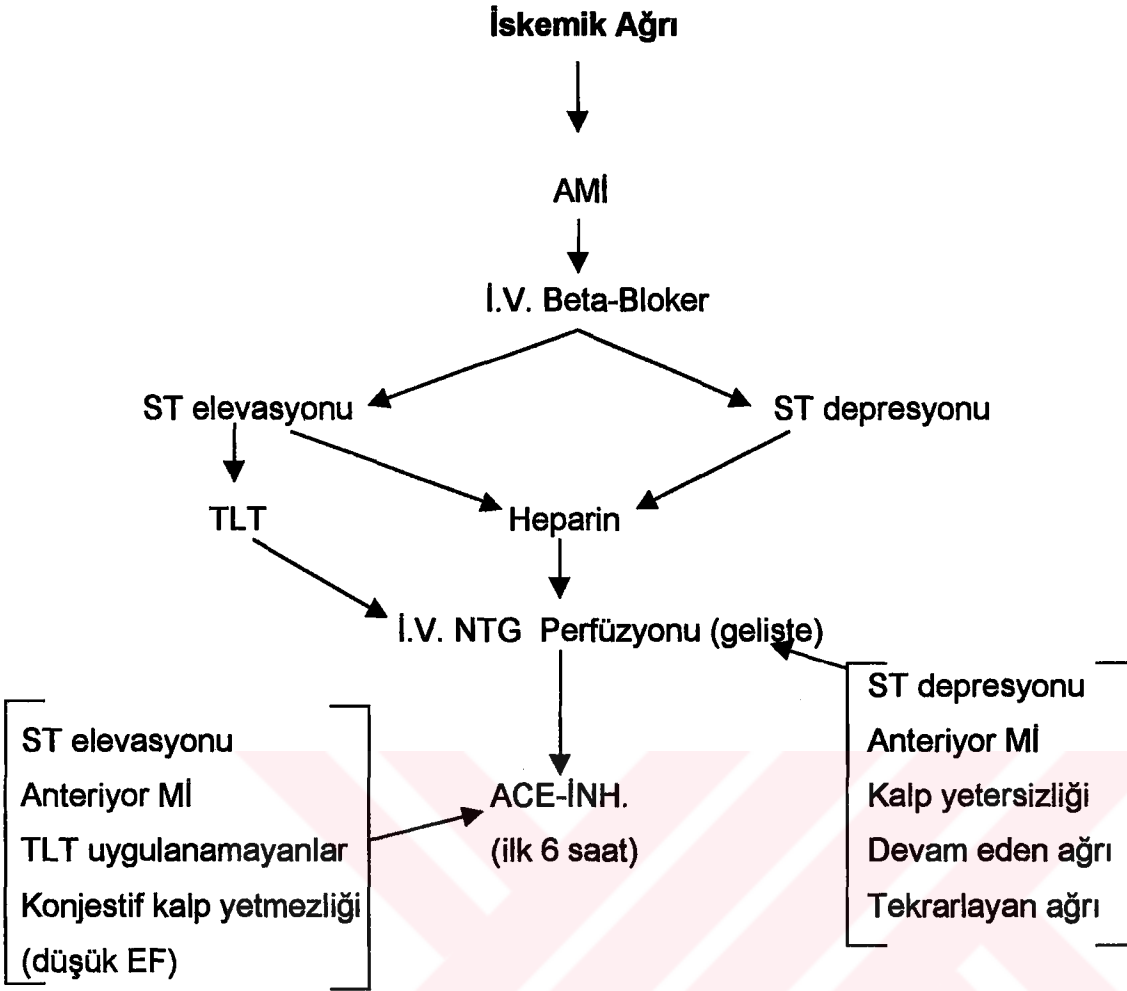 İskemik Ağrı
AMİ
İ.V. Beta-Bloker
ST elevasyonu
ST depresyonu
TLT
Heparin
İ.V. NTG Perfüzyonu (gelişte)
ST elevasyonu
Anteriyor Mİ
TLT uygulanamayanlar
Konjestif kalp yetmezliği
(düşük EF)
ACE-İNH.
(ilk 6 saat)
ST depresyonu
Anteriyor Mİ
Kalp yetersizliği
Devam eden ağrı
Tekrarlayan ağrı